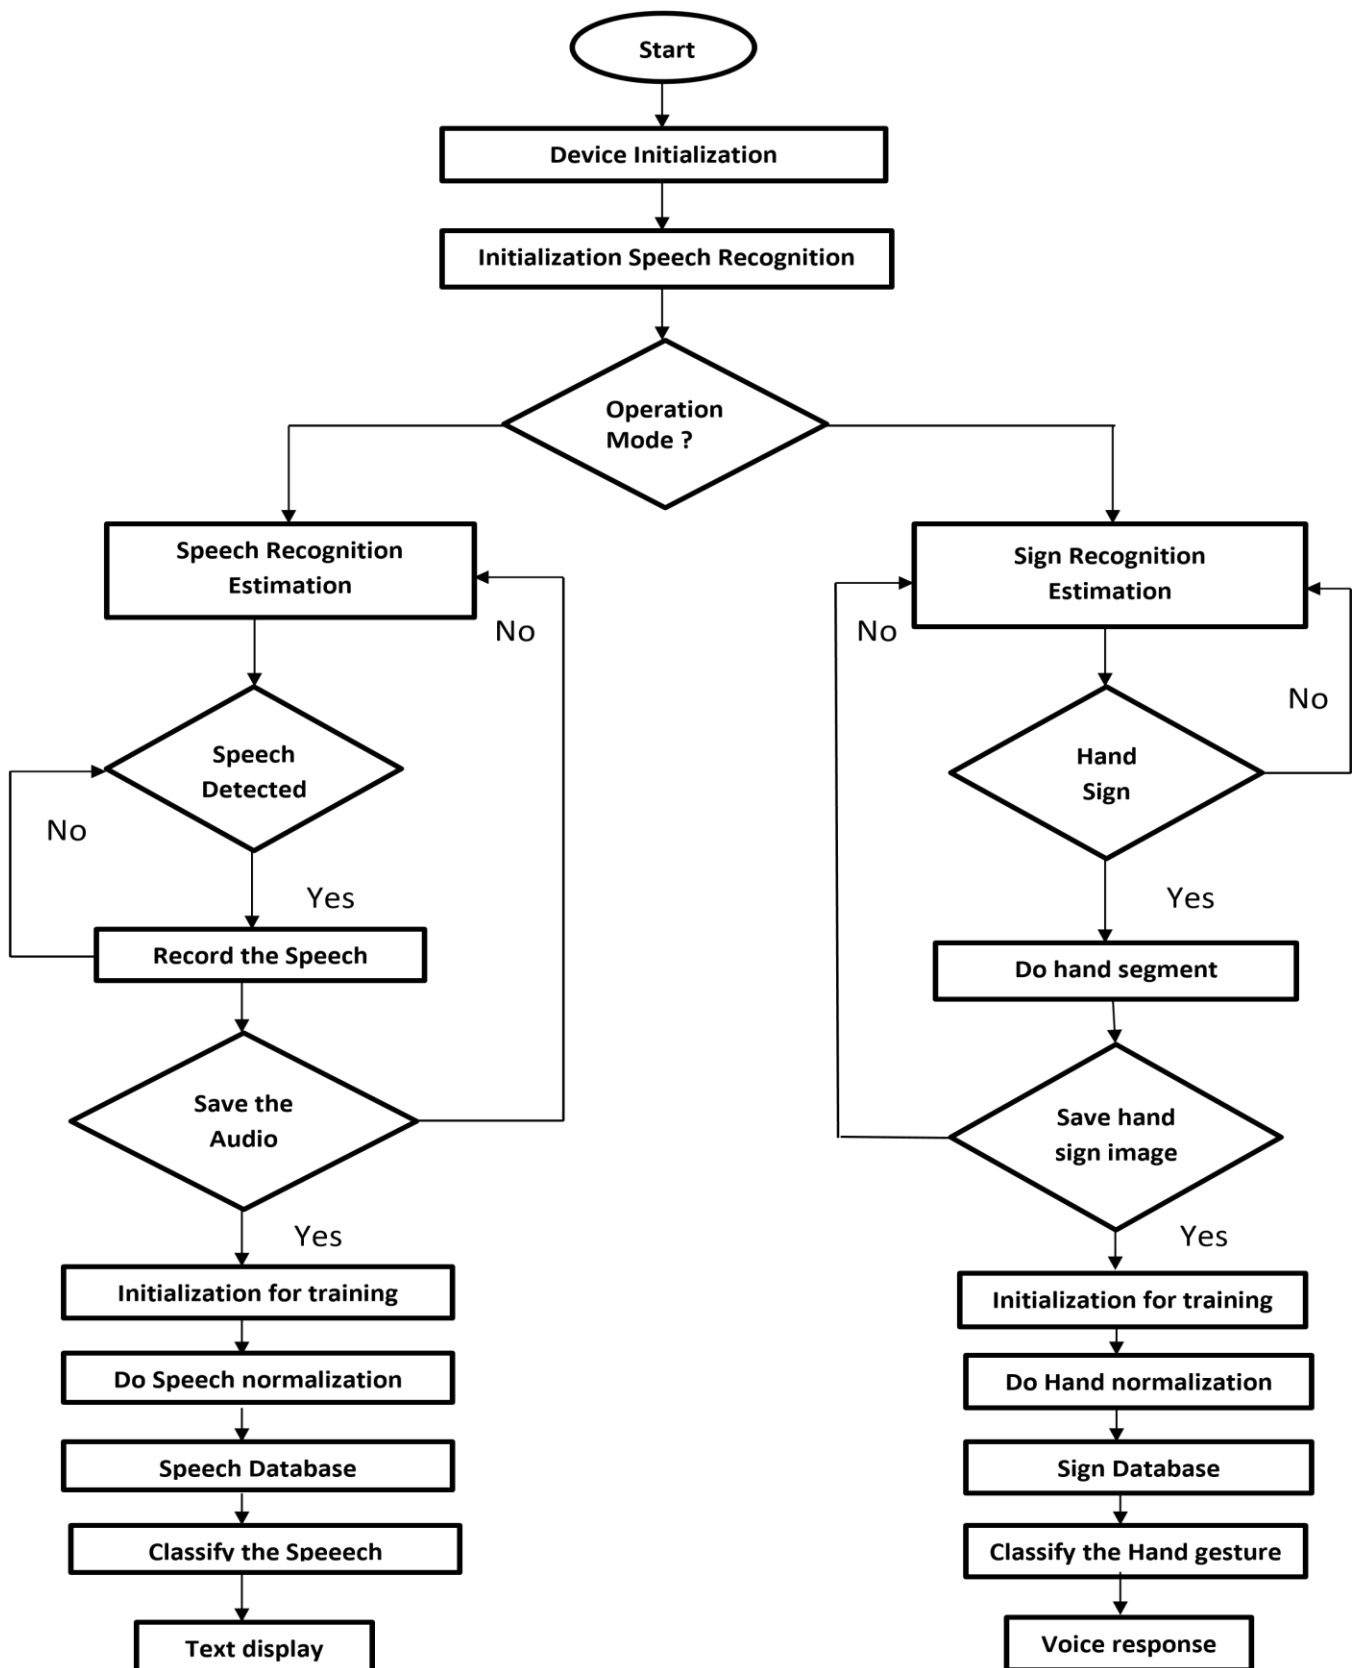 Start
Device Initialization
Initialization Speech Recognition
Operation
Mode ?
Speech Recognition
Estimation
No
Speech
Detected
No
Yes
Record the Speech
Save the
Audio
Yes
Initialization for training
Do Speech normalization
Speech Database
Classify the Speeech
Text display
Sign Recognition
Estimation
No
No
Hand
Sign
Yes
Do hand segment
Save hand
sign image
Yes
Initialization for training
Do Hand normalization
Sign Database
Classify the Hand gesture
Voice response